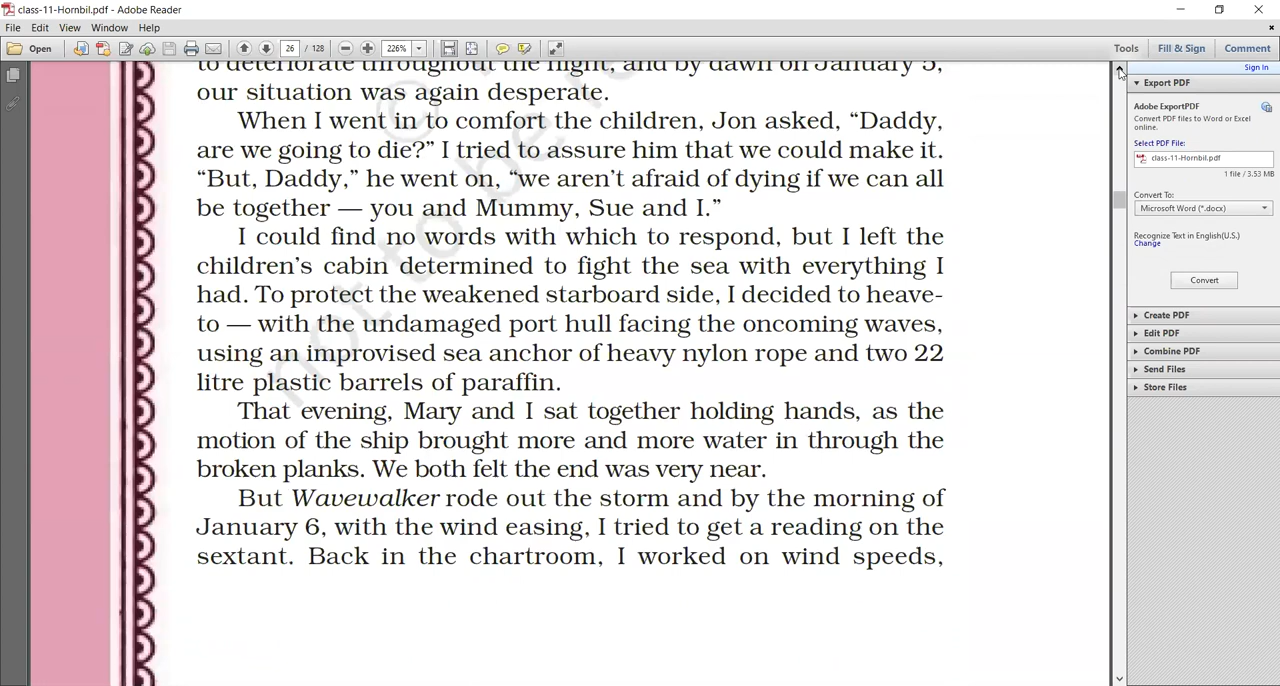 class-11-Hornbil.pdf - Adobe Reader
File Edit View Window Help
Open 26 / 128 226% Tools Fill & Sign Comment
Sign In
to deteriorate throughout the night, and by dawn on January 5,
our situation was again desperate.
When I went in to comfort the children, Jon asked, “Daddy,
are we going to die?” I tried to assure him that we could make it.
“But, Daddy,” he went on, “we aren’t afraid of dying if we can all
be together — you and Mummy, Sue and I.”
I could find no words with which to respond, but I left the
children’s cabin determined to fight the sea with everything I
had. To protect the weakened starboard side, I decided to heave-
to — with the undamaged port hull facing the oncoming waves,
using an improvised sea anchor of heavy nylon rope and two 22
litre plastic barrels of paraffin.
That evening, Mary and I sat together holding hands, as the
motion of the ship brought more and more water in through the
broken planks. We both felt the end was very near.
But Wavewalker rode out the storm and by the morning of
January 6, with the wind easing, I tried to get a reading on the
sextant. Back in the chartroom, I worked on wind speeds,
©
not to be re
Export PDF
Adobe ExportPDF
Convert PDF files to Word or Excel
online.
Select PDF File:
class-11-Hornbil.pdf
1 file / 3.53 MB
Convert To:
Microsoft Word (*.docx)
Recognize Text in English(U.S.)
Change
Convert
Create PDF
Edit PDF
Combine PDF
Send Files
Store Files